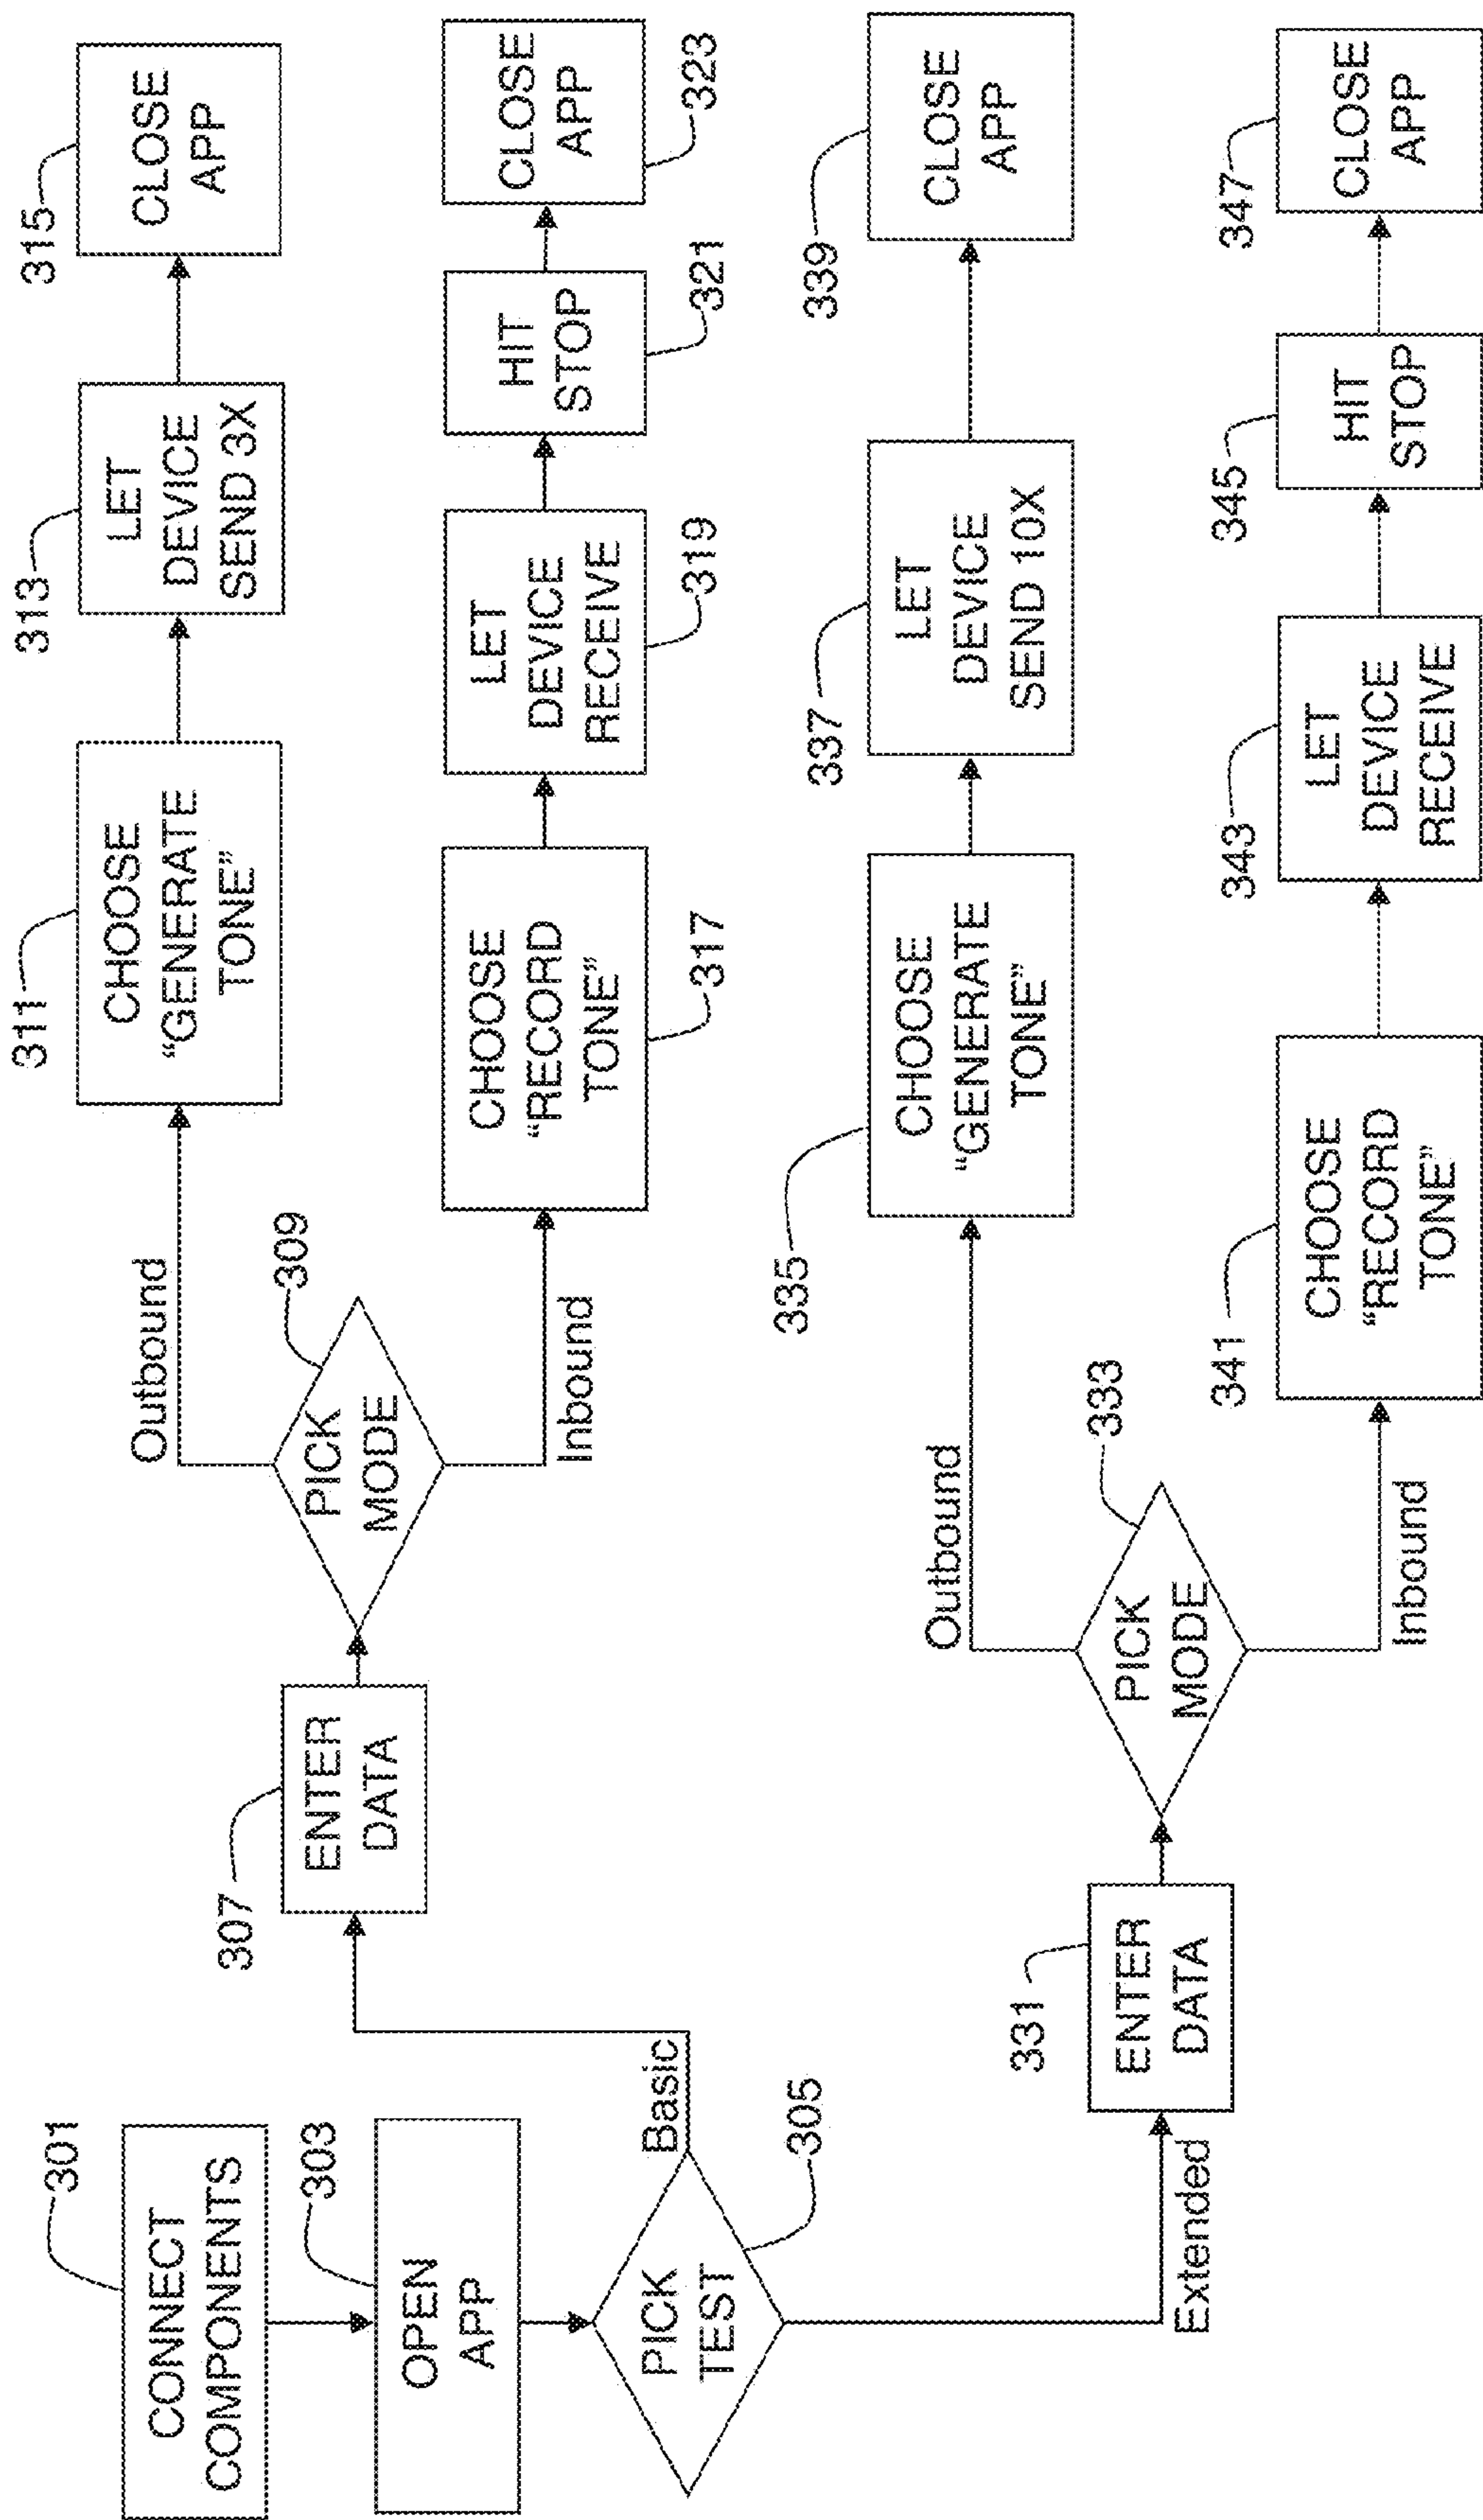 301
CONNECT
COMPONENTS
303
OPEN
APP
305
PICK
TEST
Basic
307
ENTER
DATA
309
PICK
MODE
Outbound
311
CHOOSE
“GENERATE
TONE”
313
LET
DEVICE
SEND 3X
315
CLOSE
APP
Inbound
CHOOSE
“RECORD
TONE”
317
LET
DEVICE
RECEIVE
319
HIT
STOP
321
CLOSE
APP
323
Extended
331
ENTER
DATA
333
PICK
MODE
Outbound
335
CHOOSE
“GENERATE
TONE”
337
LET
DEVICE
SEND 10X
339
CLOSE
APP
Inbound
341
CHOOSE
“RECORD
TONE”
343
LET
DEVICE
RECEIVE
345
HIT
STOP
347
CLOSE
APP